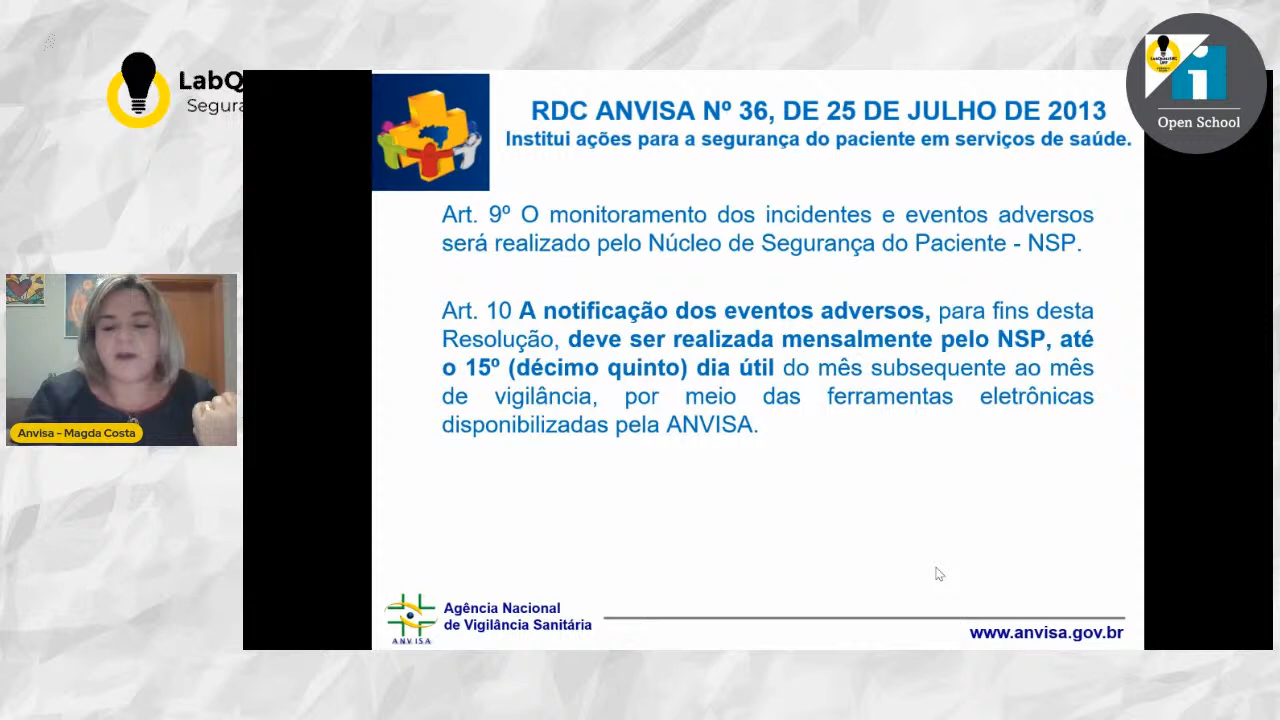 LabQ
Segura
Open School
RDC ANVISA Nº 36, DE 25 DE JULHO DE 2013
Institui ações para a segurança do paciente em serviços de saúde.
Art. 9º O monitoramento dos incidentes e eventos adversos
será realizado pelo Núcleo de Segurança do Paciente - NSP.
Art. 10 A notificação dos eventos adversos, para fins desta
Resolução, deve ser realizada mensalmente pelo NSP, até
o 15º (décimo quinto) dia útil do mês subsequente ao mês
de vigilância, por meio das ferramentas eletrônicas
disponibilizadas pela ANVISA.
Anvisa - Magda Costa
ANVISA
Agência Nacional
de Vigilância Sanitária
www.anvisa.gov.br